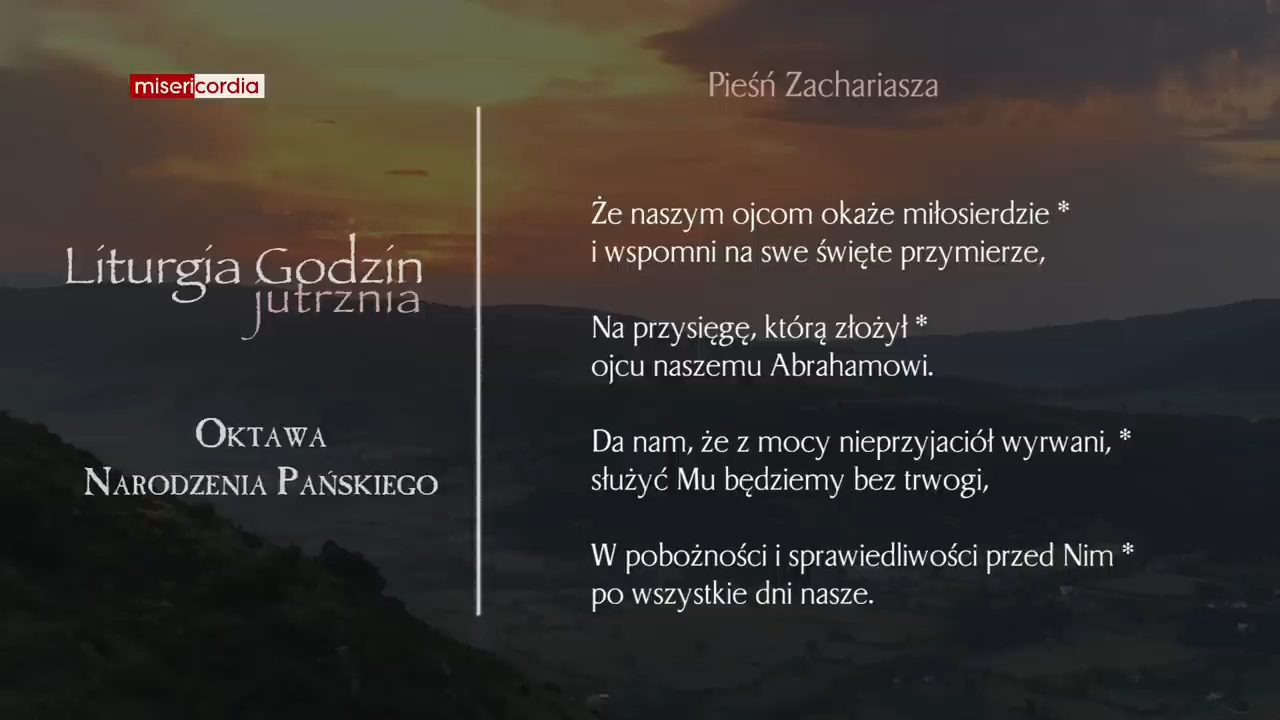 misericordia
Liturgia Godzin
jutrznia
Oktawa
Narodzenia Pańskiego
Pieśń Zachariasza
Że naszym ojcom okaże miłosierdzie *
i wspomni na swe święte przymierze,
Na przysięgę, którą złożył *
ojcu naszemu Abrahamowi.
Da nam, że z mocy nieprzyjaciół wyrwani, *
służyć Mu będziemy bez trwogi,
W pobożności i sprawiedliwości przed Nim *
po wszystkie dni nasze.